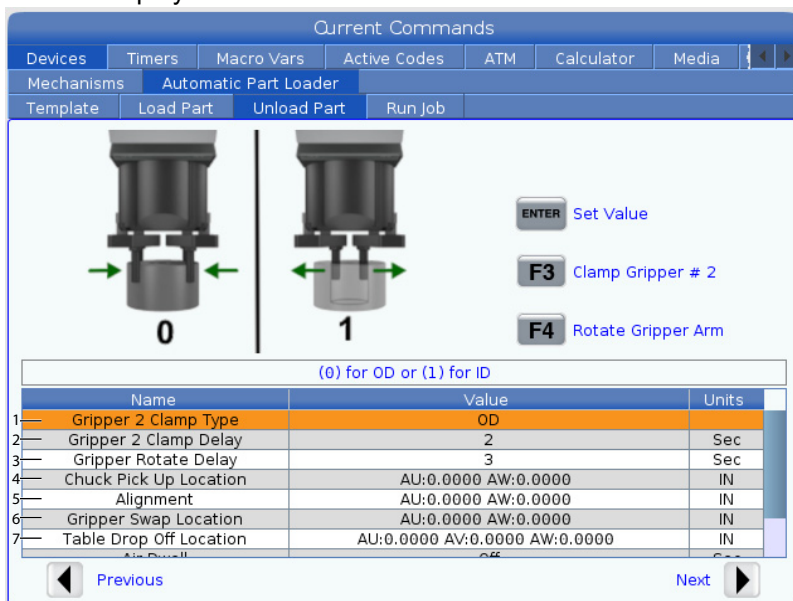 Current Commands
Devices Timers Macro Vars Active Codes ATM Calculator Media
Mechanisms Automatic Part Loader
Template Load Part Unload Part Run Job
ENTER Set Value
F3 Clamp Gripper # 2
F4 Rotate Gripper Arm
0 1
(0) for OD or (1) for ID
Name Value Units
1 Gripper 2 Clamp Type OD
2 Gripper 2 Clamp Delay 2 Sec
3 Gripper Rotate Delay 3 Sec
4 Chuck Pick Up Location AU:0.0000 AW:0.0000 IN
5 Alignment AU:0.0000 AW:0.0000 IN
6 Gripper Swap Location AU:0.0000 AW:0.0000 IN
7 Table Drop Off Location AU:0.0000 AV:0.0000 AW:0.0000 IN
Air Dwell Off Sec
Previous Next